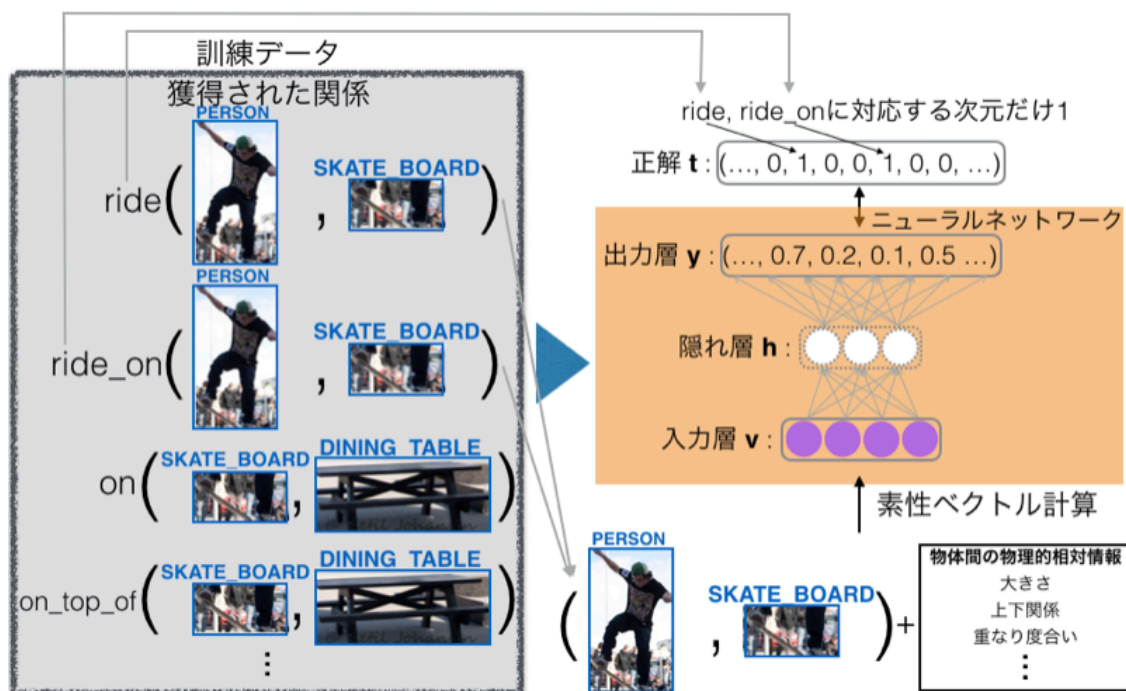 訓練データ
獲得された関係
PERSON
SKATE_BOARD
ride( , )
PERSON
SKATE_BOARD
ride_on( , )
SKATE_BOARD
DINING_TABLE
on( , )
SKATE_BOARD
DINING_TABLE
on_top_of( , )
⋮
ride, ride_onに対応する次元だけ1
正解 t : (..., 0, 1, 0, 0, 1, 0, 0, ...)
ニューラルネットワーク
出力層 y : (..., 0.7, 0.2, 0.1, 0.5 ...)
隠れ層 h :
入力層 v :
素性ベクトル計算
PERSON
SKATE_BOARD
( , )+
物体間の物理的相対情報
大きさ
上下関係
重なり度合い
⋮